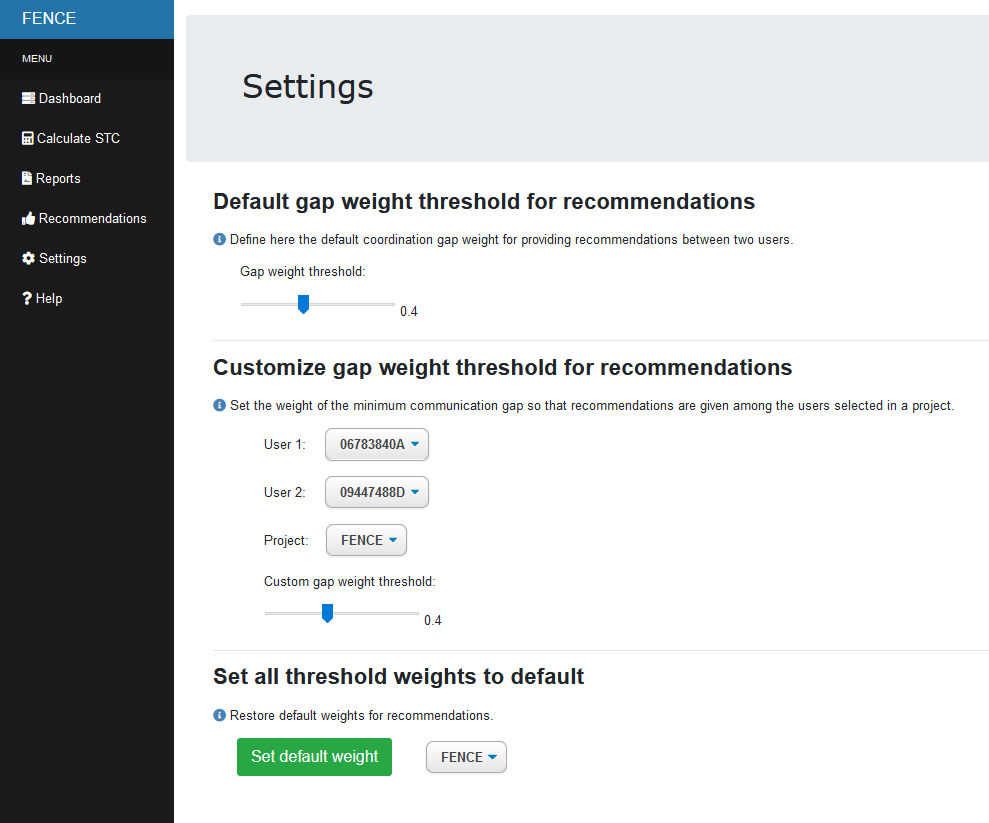 FENCE
MENU
Dashboard
Calculate STC
Reports
Recommendations
Settings
Help
Settings
Default gap weight threshold for recommendations
Define here the default coordination gap weight for providing recommendations between two users.
Gap weight threshold:
0.4
Customize gap weight threshold for recommendations
Set the weight of the minimum communication gap so that recommendations are given among the users selected in a project.
User 1: 06783840A
User 2: 09447488D
Project: FENCE
Custom gap weight threshold:
0.4
Set all threshold weights to default
Restore default weights for recommendations.
Set default weight FENCE